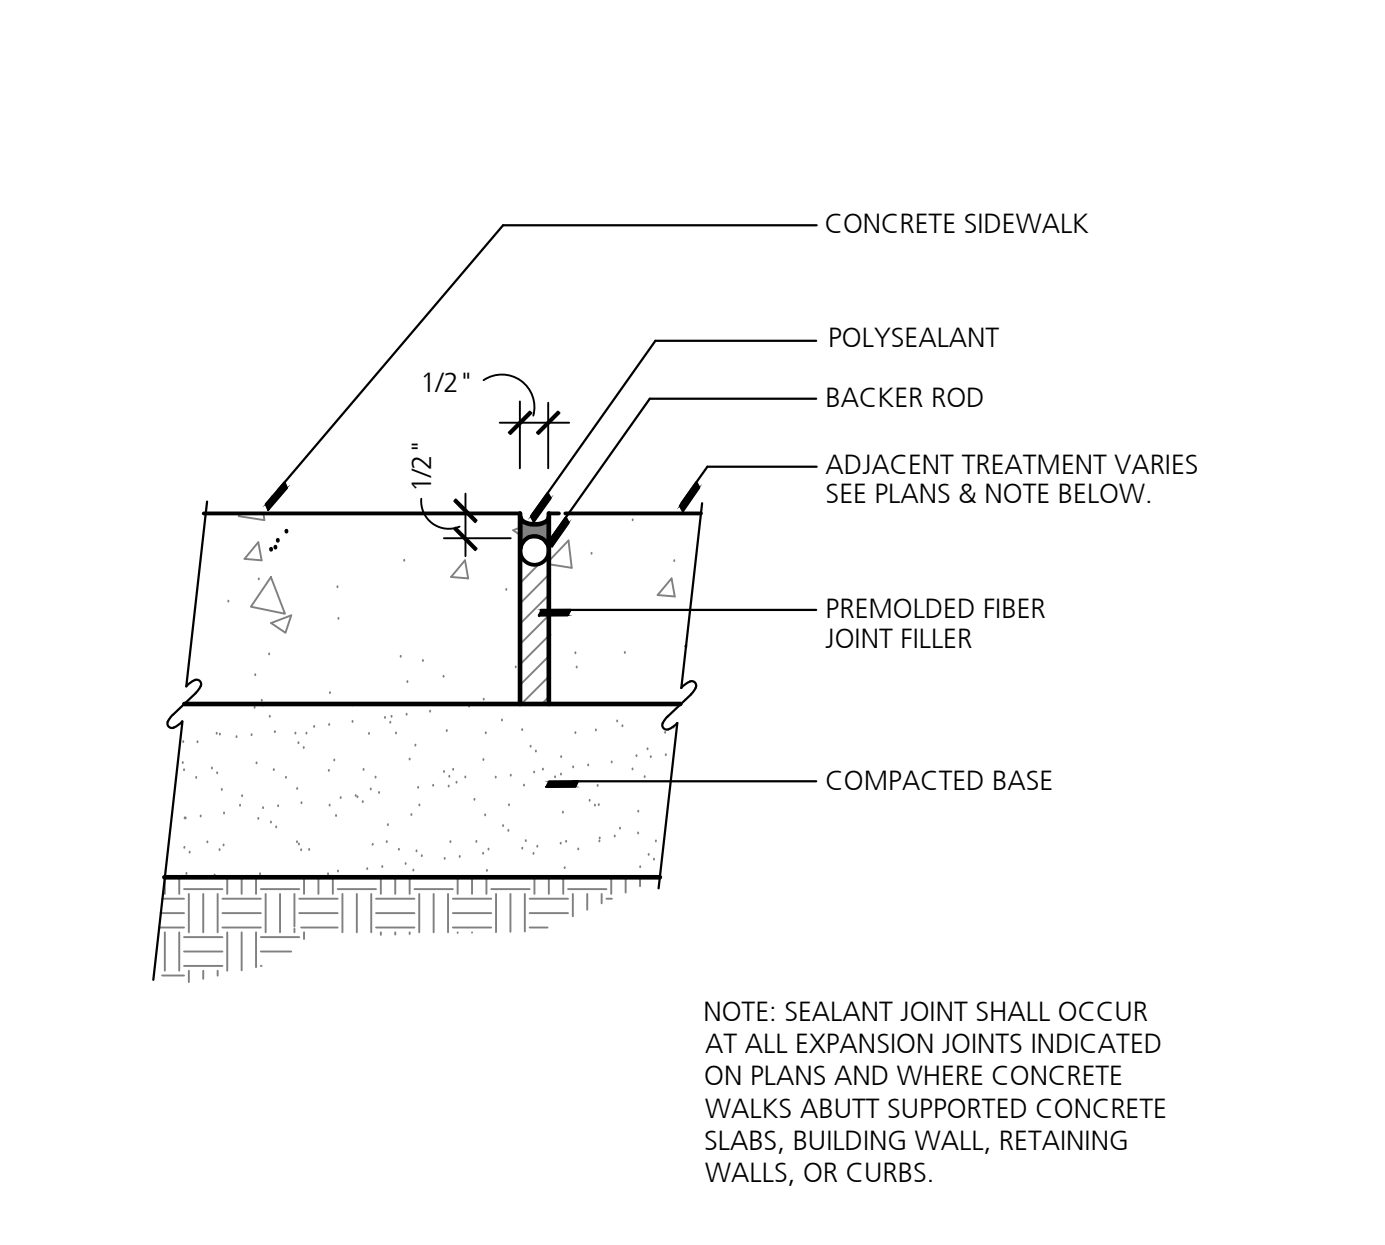 CONCRETE SIDEWALK
POLYSEALANT
1/2"
BACKER ROD
1/2"
ADJACENT TREATMENT VARIES
SEE PLANS & NOTE BELOW.
PREMOLDED FIBER
JOINT FILLER
COMPACTED BASE
NOTE: SEALANT JOINT SHALL OCCUR
AT ALL EXPANSION JOINTS INDICATED
ON PLANS AND WHERE CONCRETE
WALKS ABUTT SUPPORTED CONCRETE
SLABS, BUILDING WALL, RETAINING
WALLS, OR CURBS.